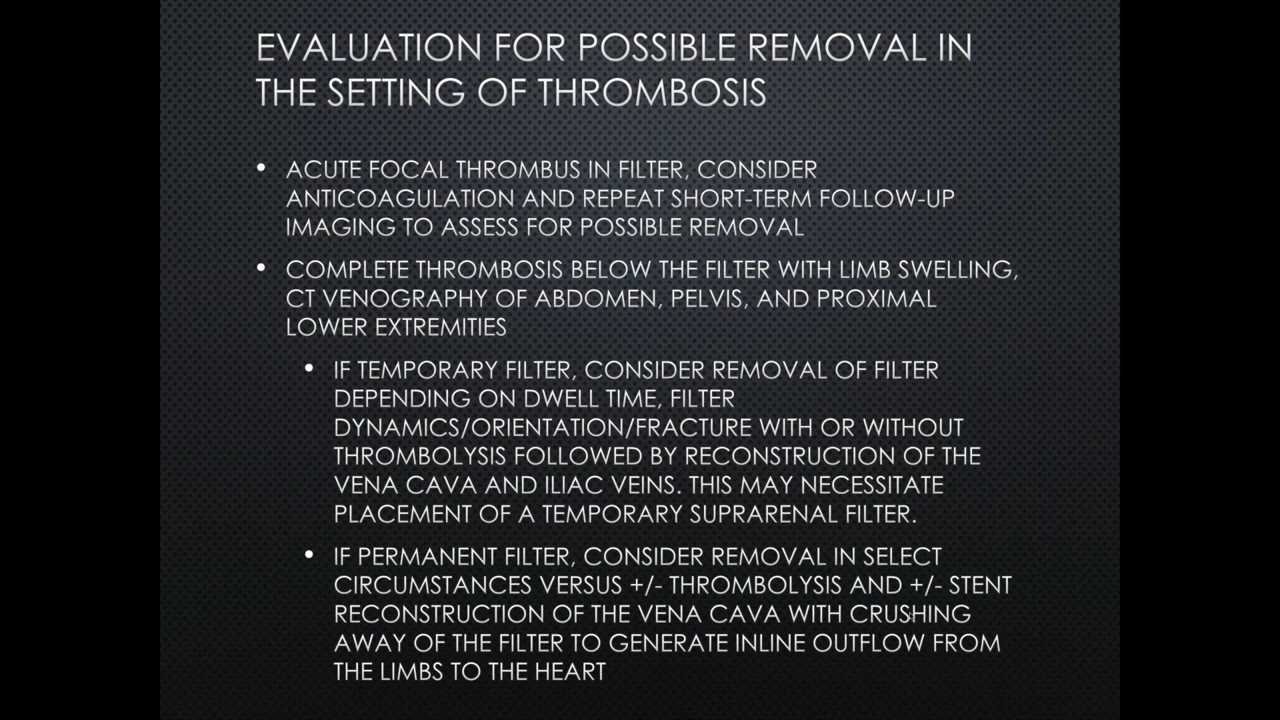 EVALUATION FOR POSSIBLE REMOVAL IN
THE SETTING OF THROMBOSIS
• ACUTE FOCAL THROMBUS IN FILTER, CONSIDER
ANTICOAGULATION AND REPEAT SHORT-TERM FOLLOW-UP
IMAGING TO ASSESS FOR POSSIBLE REMOVAL
• COMPLETE THROMBOSIS BELOW THE FILTER WITH LIMB SWELLING,
CT VENOGRAPHY OF ABDOMEN, PELVIS, AND PROXIMAL
LOWER EXTREMITIES
• IF TEMPORARY FILTER, CONSIDER REMOVAL OF FILTER
DEPENDING ON DWELL TIME, FILTER
DYNAMICS/ORIENTATION/FRACTURE WITH OR WITHOUT
THROMBOLYSIS FOLLOWED BY RECONSTRUCTION OF THE
VENA CAVA AND ILIAC VEINS. THIS MAY NECESSITATE
PLACEMENT OF A TEMPORARY SUPRARENAL FILTER.
• IF PERMANENT FILTER, CONSIDER REMOVAL IN SELECT
CIRCUMSTANCES VERSUS +/- THROMBOLYSIS AND +/- STENT
RECONSTRUCTION OF THE VENA CAVA WITH CRUSHING
AWAY OF THE FILTER TO GENERATE INLINE OUTFLOW FROM
THE LIMBS TO THE HEART